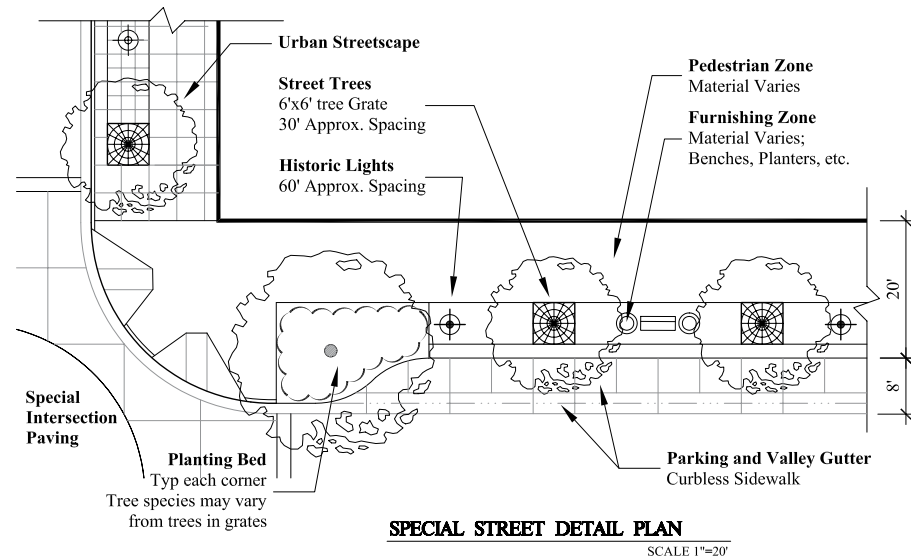 Urban Streetscape
Street Trees
6'x6' tree Grate
30' Approx. Spacing
Historic Lights
60' Approx. Spacing
Pedestrian Zone
Material Varies
Furnishing Zone
Material Varies;
Benches, Planters, etc.
20'
8'
Special
Intersection
Paving
Planting Bed
Typ each corner
Tree species may vary
from trees in grates
Parking and Valley Gutter
Curbless Sidewalk
SPECIAL STREET DETAIL PLAN
SCALE 1"=20'